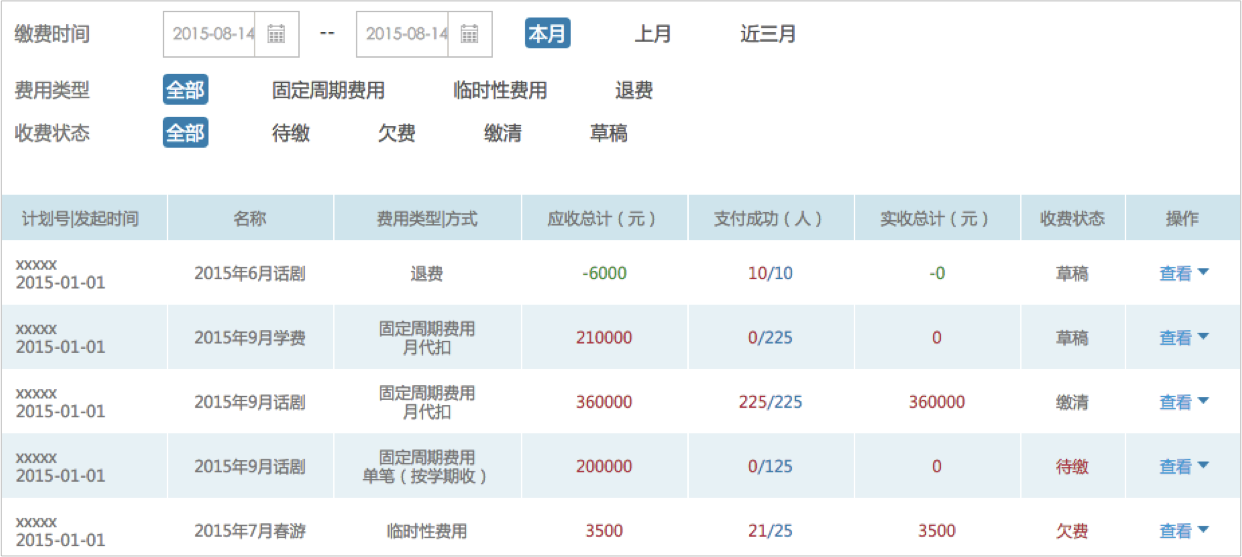 缴费时间 2015-08-14 -- 2015-08-14 本月 上月 近三月
费用类型 全部 固定周期费用 临时性费用 退费
收费状态 全部 待缴 欠费 缴清 草稿
计划号|发起时间 名称 费用类型|方式 应收总计（元） 支付成功（人） 实收总计（元） 收费状态 操作
xxxxx
2015-01-01 2015年6月话剧 退费 -6000 10/10 -0 草稿 查看
xxxxx 固定周期费用
2015-01-01 2015年9月学费 月代扣 210000 0/225 0 草稿 查看
xxxxx 固定周期费用
2015-01-01 2015年9月话剧 月代扣 360000 225/225 360000 缴清 查看
xxxxx 固定周期费用
2015-01-01 2015年9月话剧 单笔（按学期收） 200000 0/125 0 待缴 查看
xxxxx
2015-01-01 2015年7月春游 临时性费用 3500 21/25 3500 欠费 查看